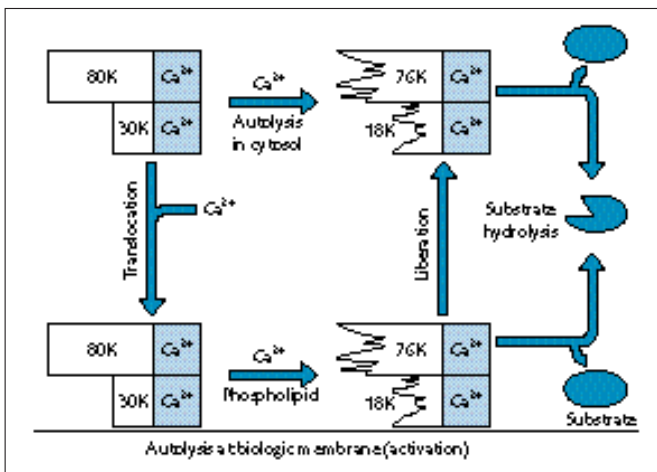 80K Ca²⁺
30K Ca²⁺
Ca²⁺
Autolysis
in cytosol
76K Ca²⁺
18K Ca²⁺
Translocation
Ca²⁺
Liberation
Substrate
hydrolysis
80K Ca²⁺
30K Ca²⁺
Ca²⁺
Phospholipid
76K Ca²⁺
18K Ca²⁺
Substrate
Autolysis at biologic membrane (activation)